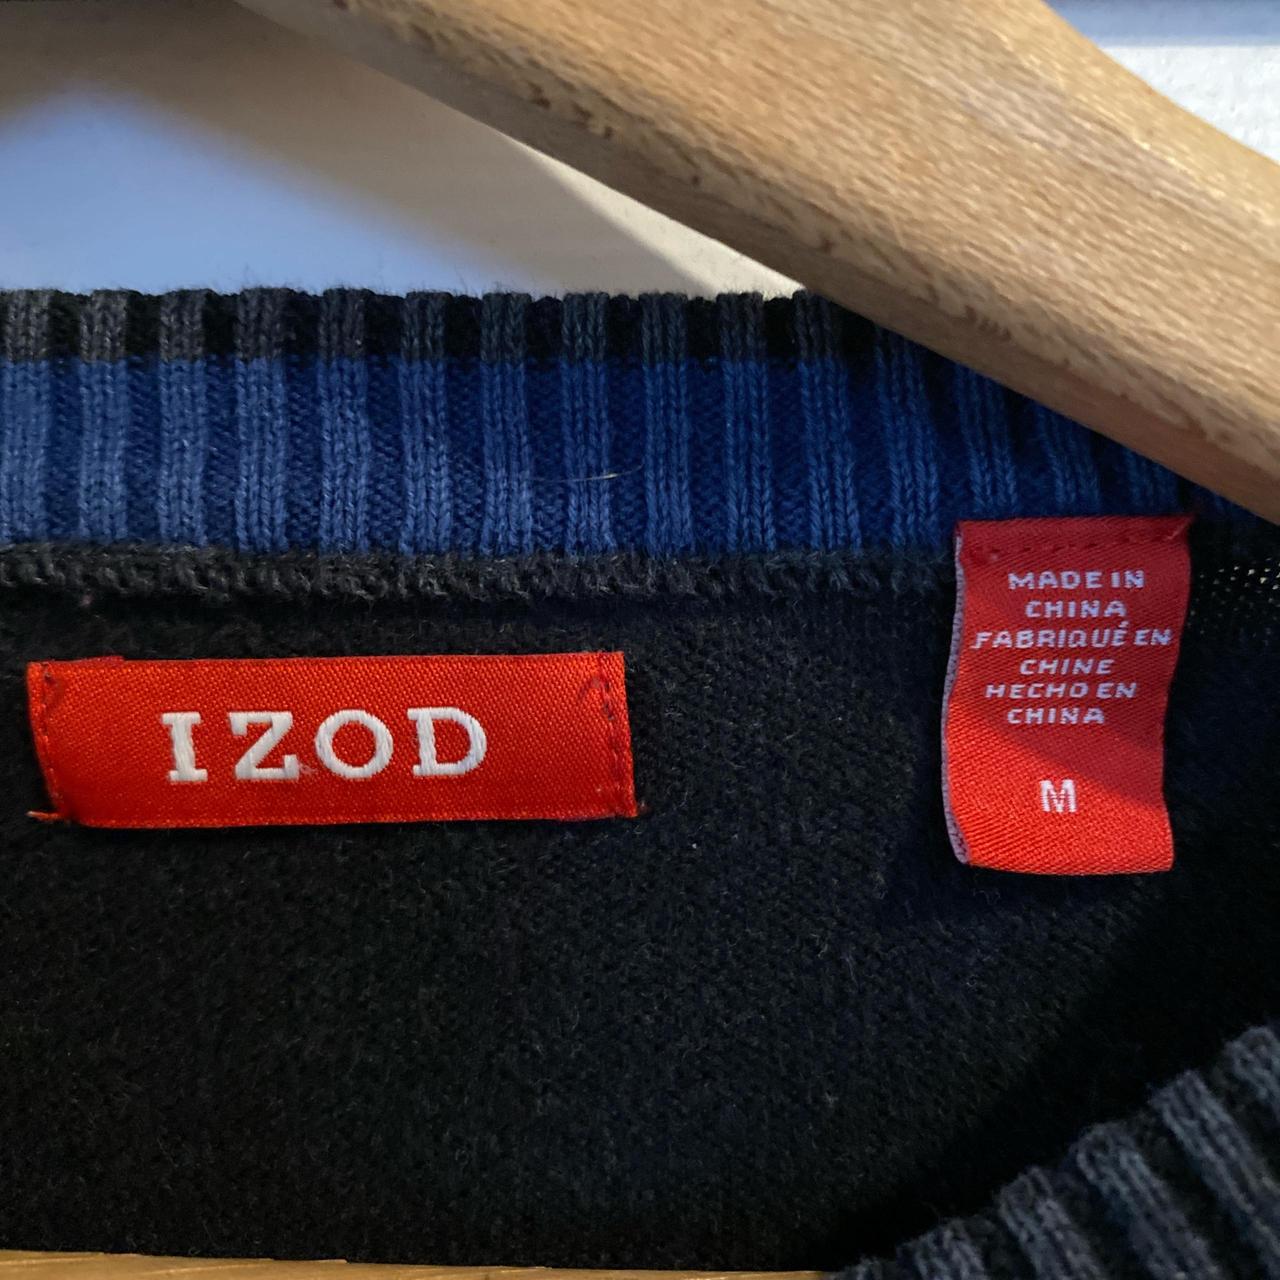 IZOD
MADE IN
CHINA
FABRIQUÉ EN
CHINE
HECHO EN
CHINA
M